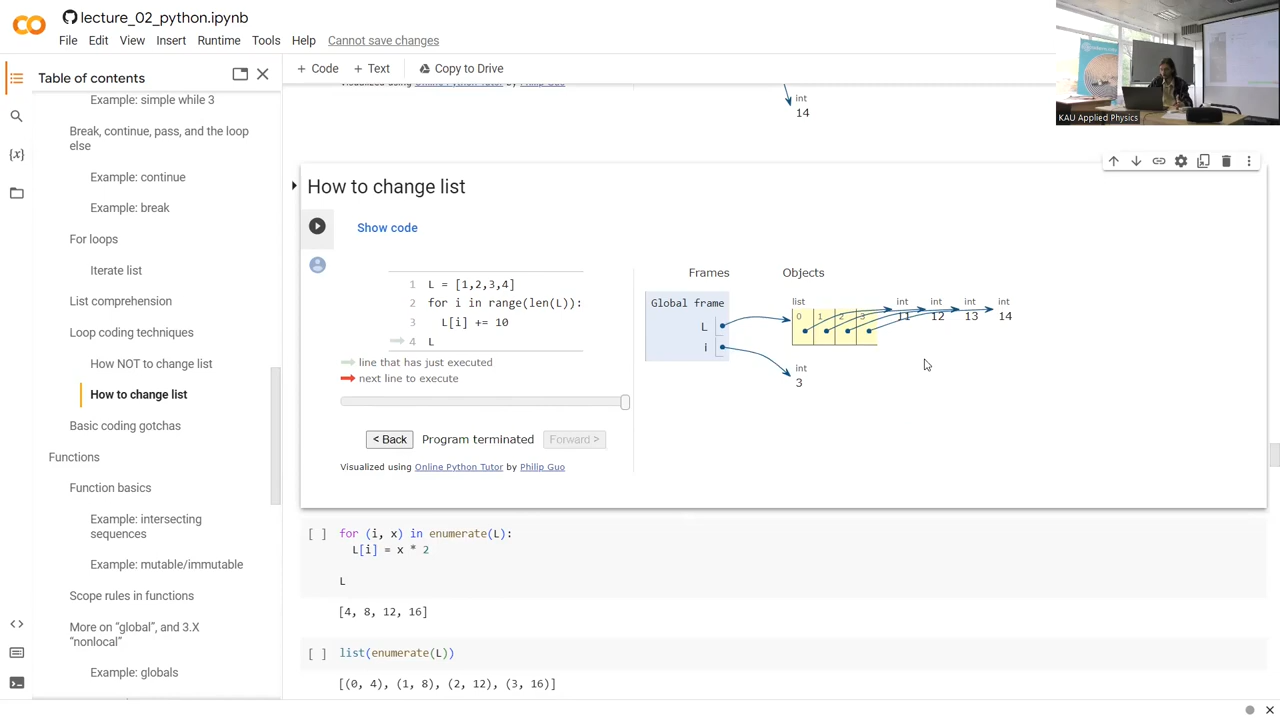 lecture_02_python.ipynb
File Edit View Insert Runtime Tools Help Cannot save changes
Table of contents
+ Code + Text Copy to Drive
Example: simple while 3
Break, continue, pass, and the loop
else
Example: continue
Example: break
For loops
Iterate list
List comprehension
Loop coding techniques
How NOT to change list
How to change list
Basic coding gotchas
Functions
Function basics
Example: intersecting
sequences
Example: mutable/immutable
Scope rules in functions
More on “global”, and 3.X
“nonlocal”
Example: globals
Visualized using Online Python Tutor by Philip Guo
int
14
KAU Applied Physics
How to change list
Show code
1 L = [1,2,3,4]
2 for i in range(len(L)):
3 L[i] += 10
4 L
line that has just executed
next line to execute
< Back Program terminated Forward >
Visualized using Online Python Tutor by Philip Guo
Frames Objects
Global frame
L
i
list
0 1 2 3
int int int int
11 12 13 14
int
3
[ ] for (i, x) in enumerate(L):
L[i] = x * 2
L
[4, 8, 12, 16]
[ ] list(enumerate(L))
[(0, 4), (1, 8), (2, 12), (3, 16)]